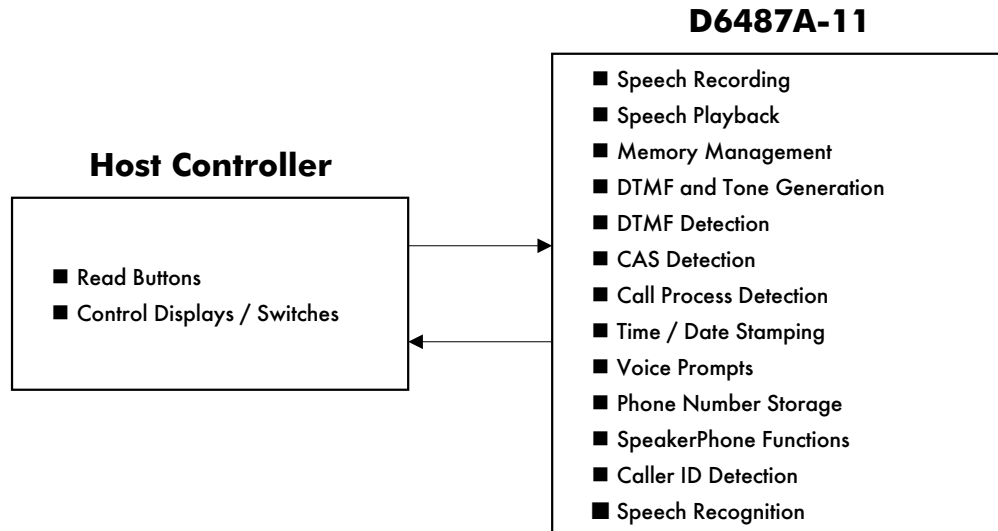 D6487A-11
■ Speech Recording
■ Speech Playback
■ Memory Management
■ DTMF and Tone Generation
■ DTMF Detection
■ CAS Detection
■ Call Process Detection
■ Time / Date Stamping
■ Voice Prompts
■ Phone Number Storage
■ SpeakerPhone Functions
■ Caller ID Detection
■ Speech Recognition
Host Controller
■ Read Buttons
■ Control Displays / Switches